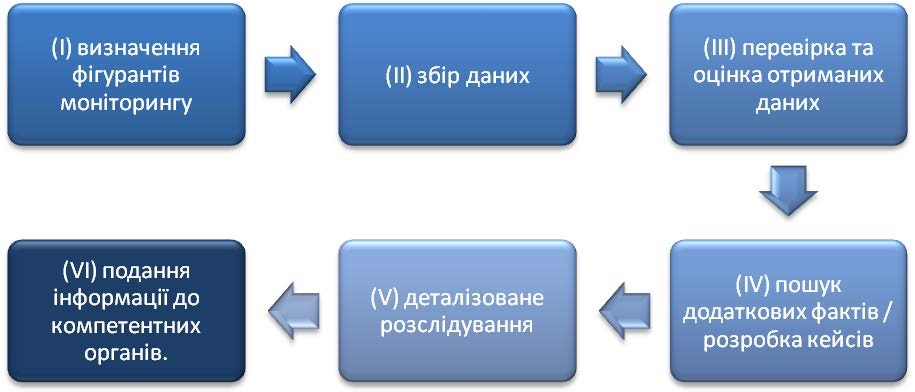 (I) визначення
фігурантів
моніторингу
(II) збір даних
(III) перевірка та
оцінка отриманих
даних
(IV) пошук
додаткових фактів /
розробка кейсів
(V) деталізоване
розслідування
(VI) подання
інформації до
компетентних
органів.